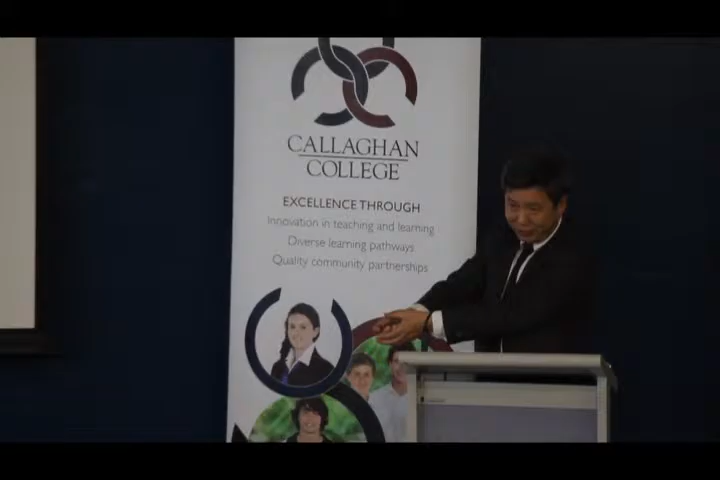 CALLAGHAN
COLLEGE
EXCELLENCE THROUGH
Innovation in teaching and learning
Diverse learning pathways
Quality community partnerships